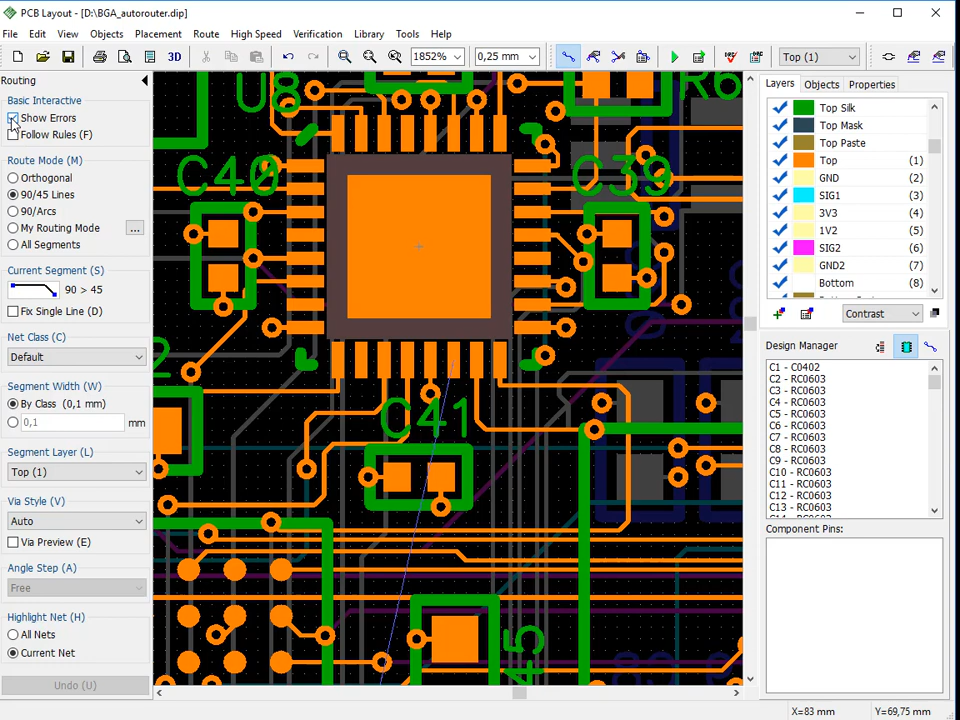 PCB Layout - [D:\BGA_autorouter.dip]
File Edit View Objects Placement Route High Speed Verification Library Tools Help
3D 1852% 0,25 mm Top (1)
Routing
Basic Interactive
Show Errors
Follow Rules (F)
Route Mode (M)
Orthogonal
90/45 Lines
90/Arcs
My Routing Mode ...
All Segments
Current Segment (S)
90 > 45
Fix Single Line (D)
Net Class (C)
Default
Segment Width (W)
By Class (0,1 mm)
0,1 mm
Segment Layer (L)
Top (1)
Via Style (V)
Auto
Via Preview (E)
Angle Step (A)
Free
Highlight Net (H)
All Nets
Current Net
Undo (U)
U8
R6
C40
C39
C41
45
2
Layers Objects Properties
Top Silk
Top Mask
Top Paste
Top (1)
GND (2)
SIG1 (3)
3V3 (4)
1V2 (5)
SIG2 (6)
GND2 (7)
Bottom (8)
Contrast
Design Manager
C1 - C0402
C2 - RC0603
C3 - RC0603
C4 - RC0603
C5 - RC0603
C6 - RC0603
C7 - RC0603
C8 - RC0603
C9 - RC0603
C10 - RC0603
C11 - RC0603
C12 - RC0603
C13 - RC0603
Component Pins:
X=83 mm Y=69,75 mm